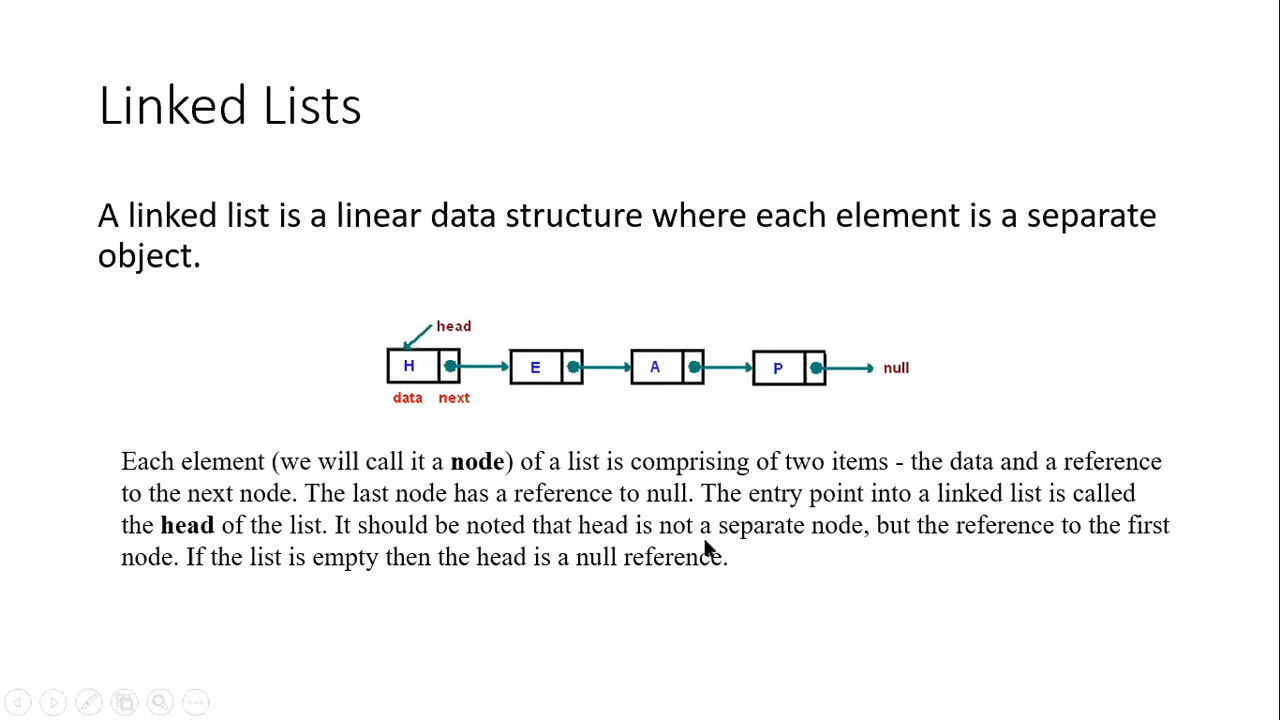 Linked Lists
A linked list is a linear data structure where each element is a separate
object.
head
H E A P null
data next
Each element (we will call it a node) of a list is comprising of two items - the data and a reference
to the next node. The last node has a reference to null. The entry point into a linked list is called
the head of the list. It should be noted that head is not a separate node, but the reference to the first
node. If the list is empty then the head is a null reference.